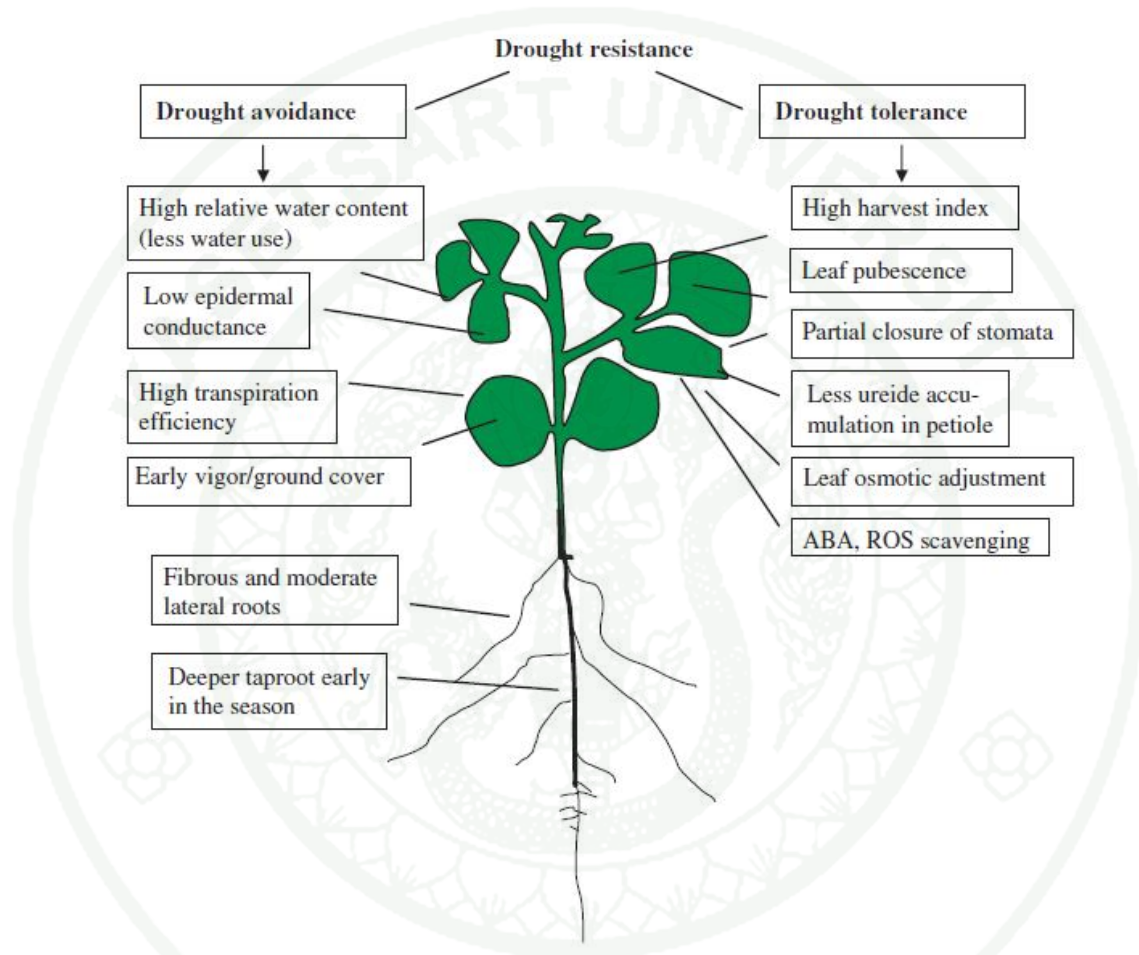 Drought resistance
Drought avoidance
High relative water content
(less water use)
Low epidermal
conductance
High transpiration
efficiency
Early vigor/ground cover
Fibrous and moderate
lateral roots
Deeper taproot early
in the season
Drought tolerance
High harvest index
Leaf pubescence
Partial closure of stomata
Less ureide accu-
mulation in petiole
Leaf osmotic adjustment
ABA, ROS scavenging